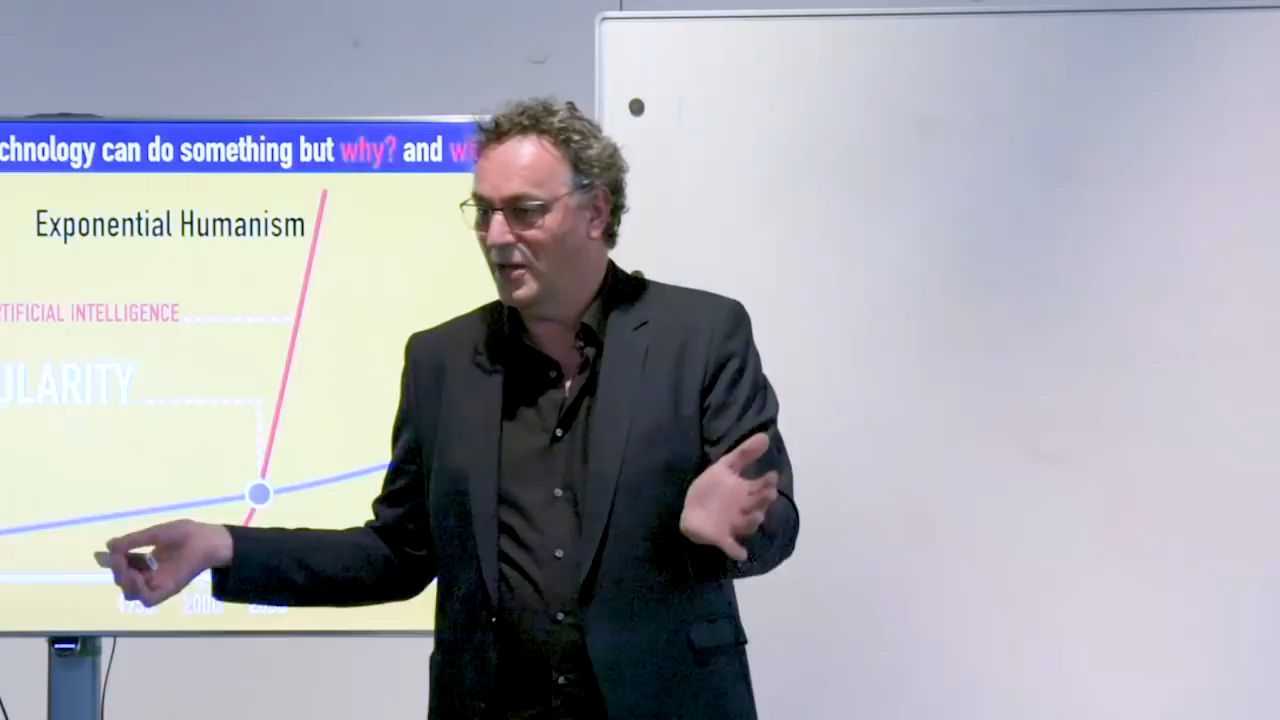 chnology can do something but why? and w
Exponential Humanism
TIFICIAL INTELLIGENCE
ULARITY
2000